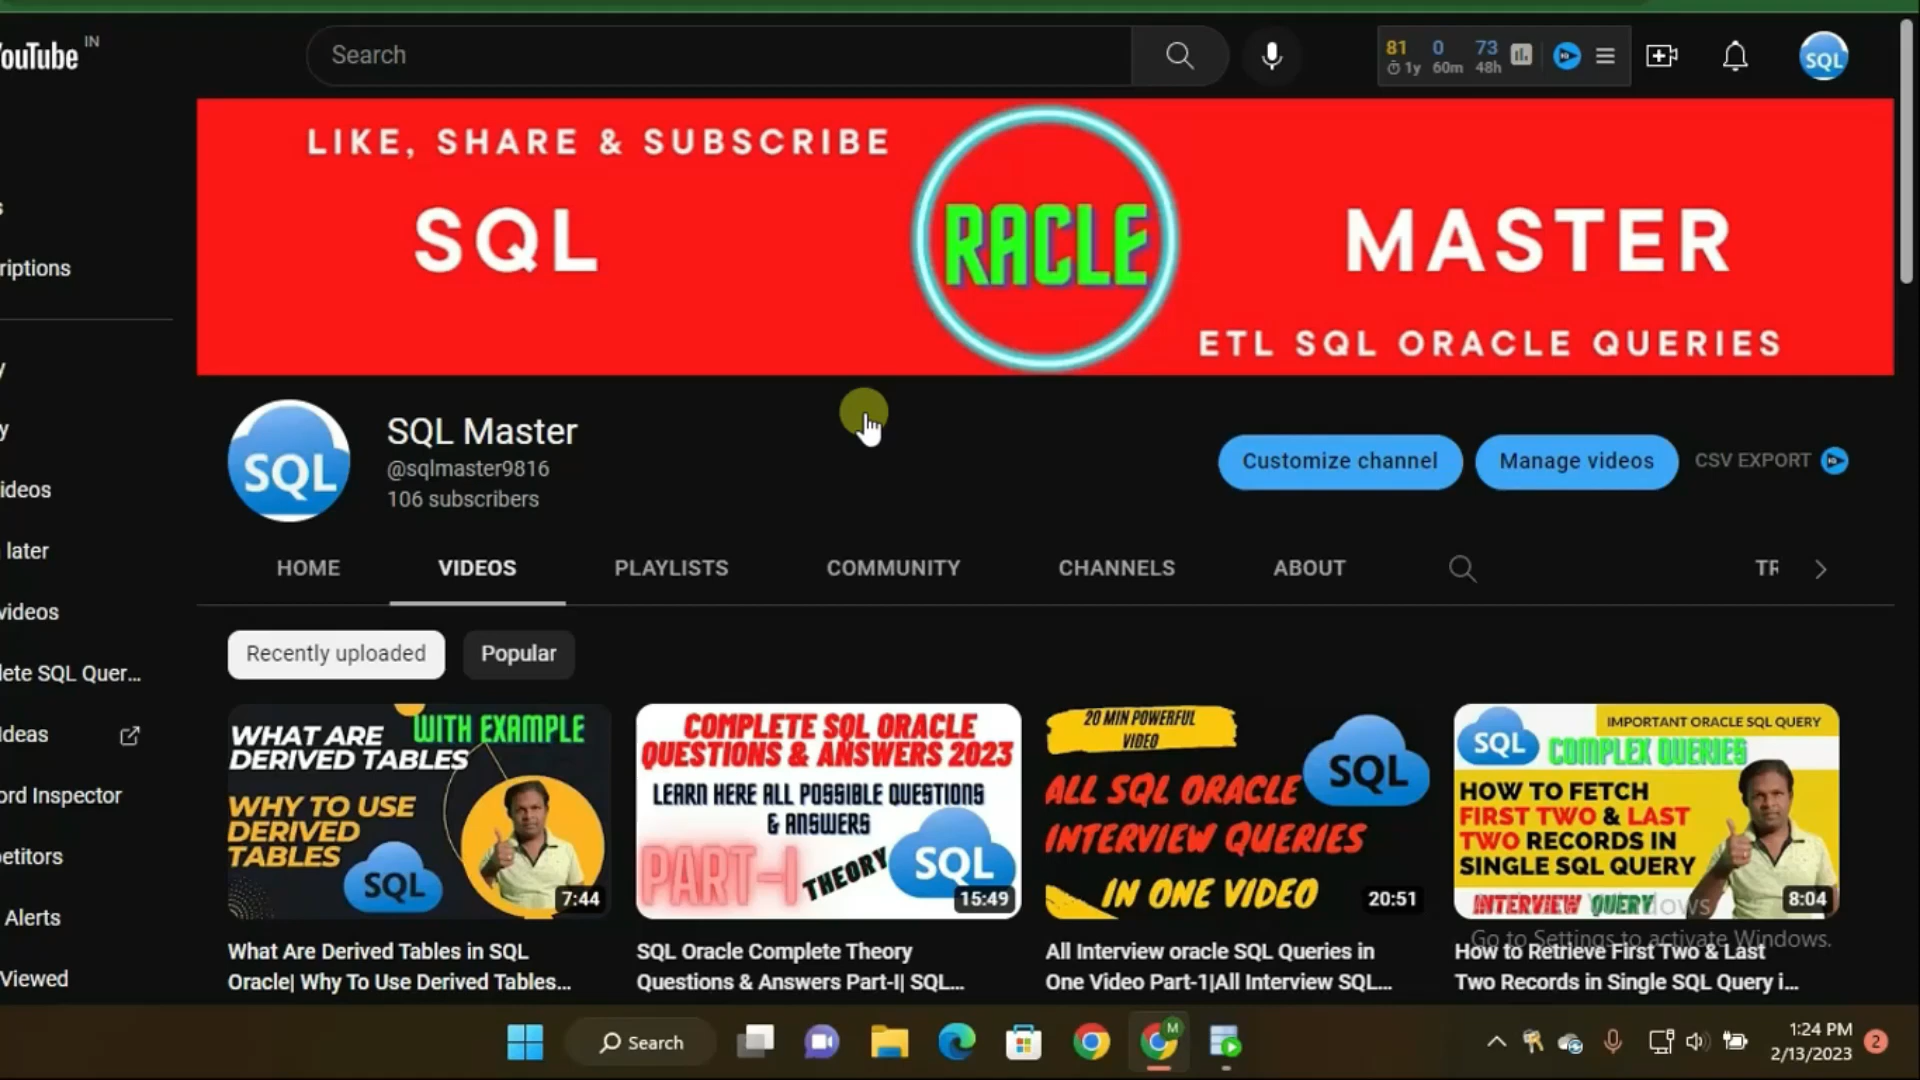 ouTube IN
Search
81 0 73
1y 60m 48h
SQL
LIKE, SHARE & SUBSCRIBE
SQL
RACLE
MASTER
ETL SQL ORACLE QUERIES
riptions
SQL
SQL Master
@sqlmaster9816
106 subscribers
Customize channel
Manage videos
CSV EXPORT
ideos
later
videos
lete SQL Quer...
deas
ord Inspector
etitors
Alerts
Viewed
HOME VIDEOS PLAYLISTS COMMUNITY CHANNELS ABOUT TR
Recently uploaded Popular
WHAT ARE
DERIVED TABLES
WITH EXAMPLE
WHY TO USE
DERIVED
TABLES
SQL
7:44
COMPLETE SQL ORACLE
QUESTIONS & ANSWERS 2023
LEARN HERE ALL POSSIBLE QUESTIONS
& ANSWERS
PART-I
THEORY
SQL
15:49
20 MIN POWERFUL
VIDEO
SQL
ALL SQL ORACLE
INTERVIEW QUERIES
IN ONE VIDEO
20:51
SQL
IMPORTANT ORACLE SQL QUERY
COMPLEX QUERIES
HOW TO FETCH
FIRST TWO & LAST
TWO RECORDS IN
SINGLE SQL QUERY
INTERVIEW QUERY
8:04
What Are Derived Tables in SQL
Oracle| Why To Use Derived Tables...
SQL Oracle Complete Theory
Questions & Answers Part-I| SQL...
All Interview oracle SQL Queries in
One Video Part-1|All Interview SQL...
How to Retrieve First Two & Last
Two Records in Single SQL Query i...
Go to Settings to activate Windows.
Search
M
1:24 PM
2/13/2023
2